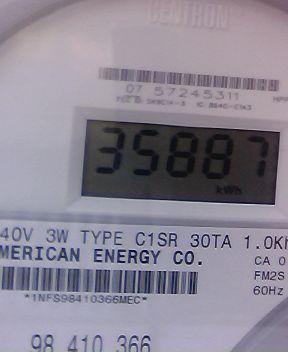 CENTRON
07 57245311
35887
kWh
40V 3W TYPE C1SR 30TA 1.0Kh
MERICAN ENERGY CO.
CA 0
FM2S
60Hz
*1NFS98410366MEC*
98 410 366